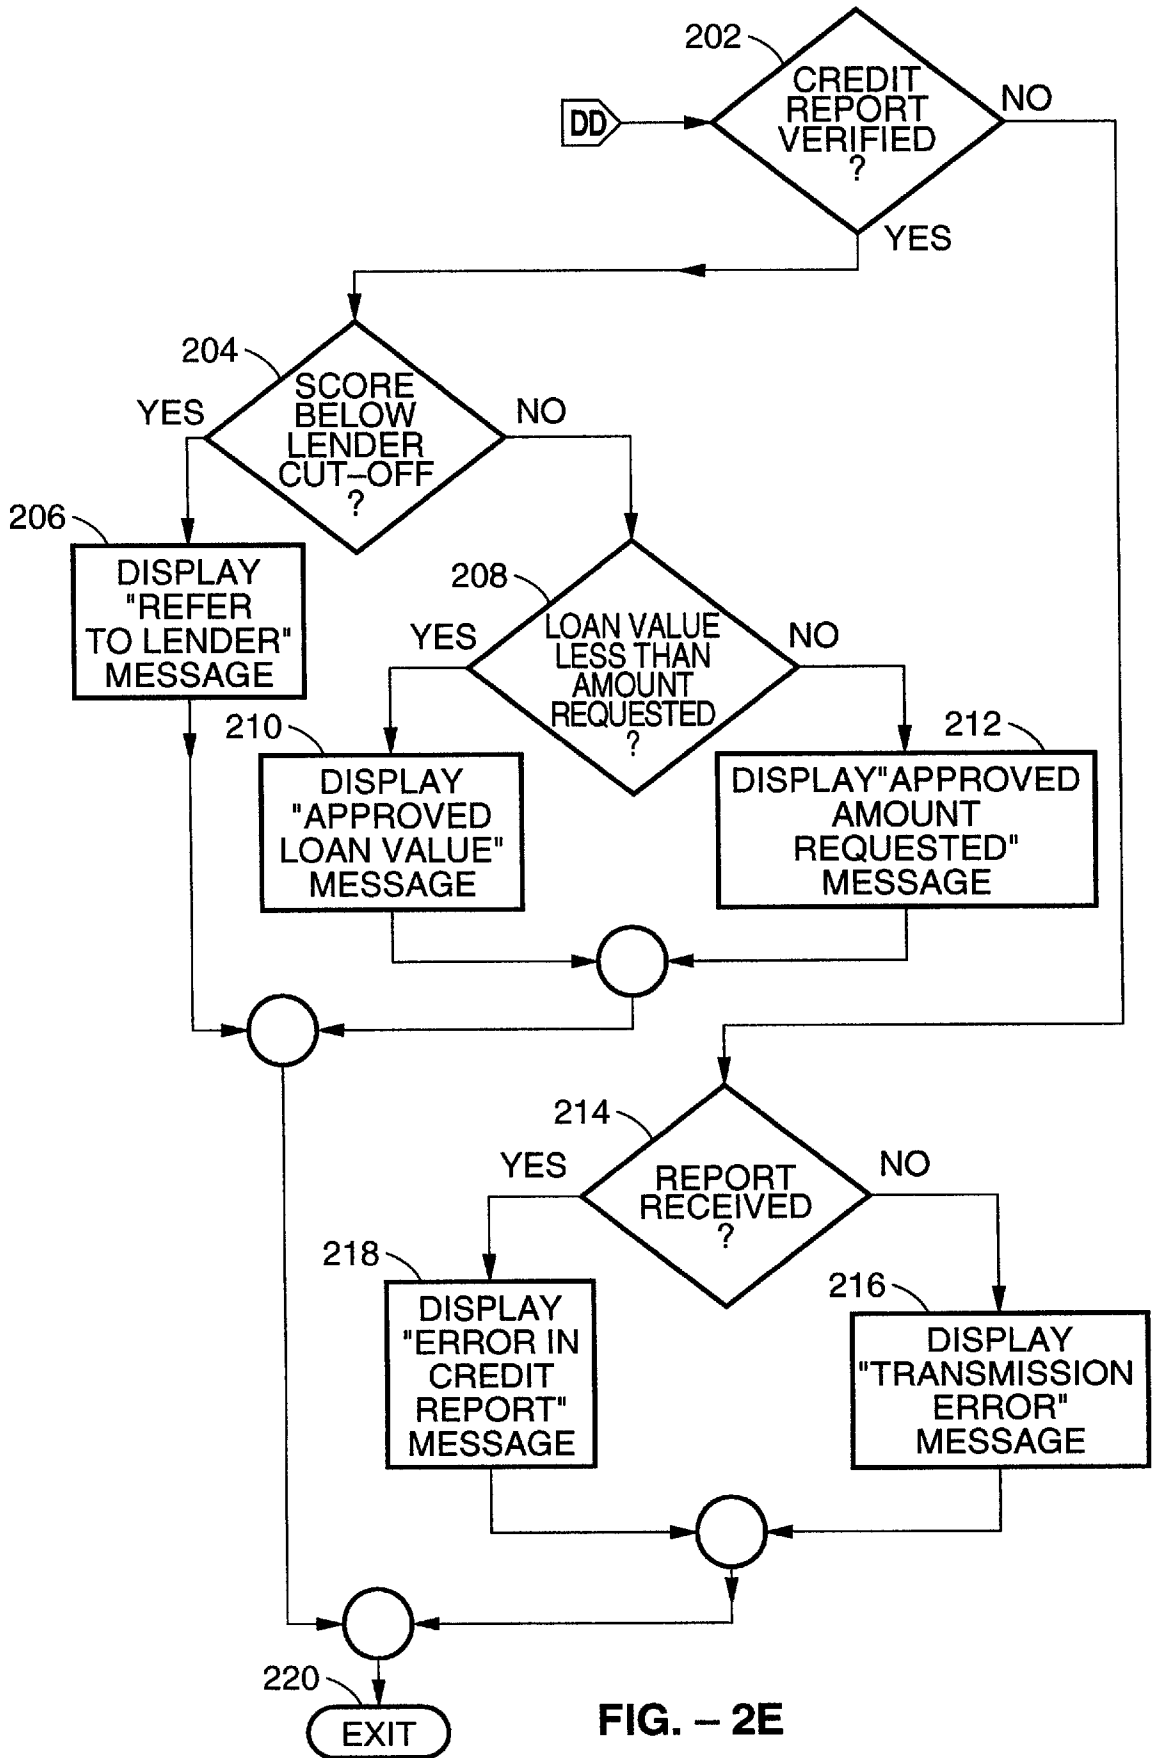 202
CREDIT
REPORT
VERIFIED
?
NO
DD
YES
204
SCORE
BELOW
LENDER
CUT–OFF
?
YES
NO
206
DISPLAY
"REFER
TO LENDER"
MESSAGE
208
LOAN VALUE
LESS THAN
AMOUNT
REQUESTED
?
YES
NO
210
DISPLAY
"APPROVED
LOAN VALUE"
MESSAGE
212
DISPLAY"APPROVED
AMOUNT
REQUESTED"
MESSAGE
214
REPORT
RECEIVED
?
YES
NO
218
DISPLAY
"ERROR IN
CREDIT
REPORT"
MESSAGE
216
DISPLAY
"TRANSMISSION
ERROR"
MESSAGE
220
EXIT
FIG. – 2E